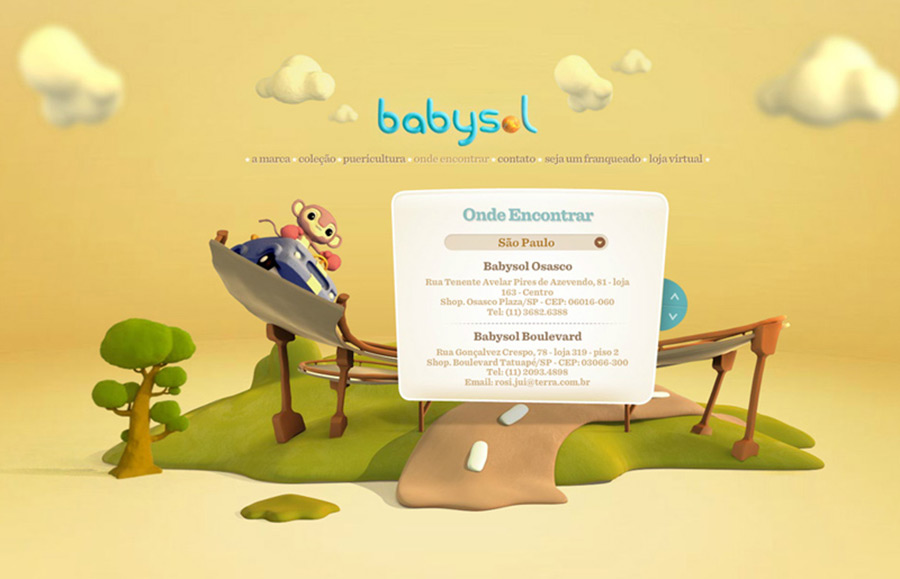 babysol
a marca coleção puericultura onde encontrar contato seja um franqueado loja virtual
Onde Encontrar
São Paulo
Babysol Osasco
Rua Tenente Avelar Pires de Azevendo, 81 - loja
163 - Centro
Shop. Osasco Plaza/SP - CEP: 06016-060
Tel: (11) 3682.6388
Babysol Boulevard
Rua Gonçalvez Crespo, 78 - loja 319 - piso 2
Shop. Boulevard Tatuapé/SP - CEP: 03066-300
Tel: (11) 2093.4898
Email: rosi.jui@terra.com.br